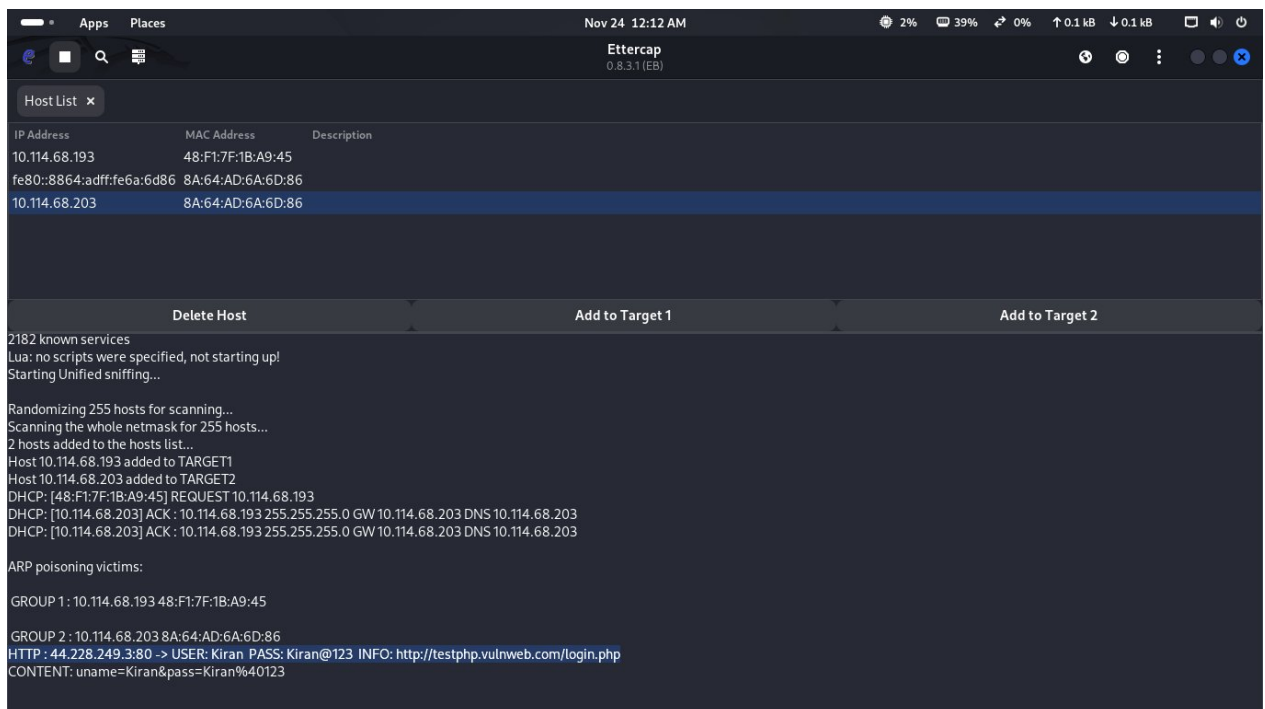 Apps Places Nov 24 12:12 AM 2% 39% 0% ↑0.1 kB ↓0.1 kB
Ettercap
0.8.3.1 (EB)
Host List ×
IP Address MAC Address Description
10.114.68.193 48:F1:7F:1B:A9:45
fe80::8864:adff:fe6a:6d86 8A:64:AD:6A:6D:86
10.114.68.203 8A:64:AD:6A:6D:86
Delete Host Add to Target 1 Add to Target 2
2182 known services
Lua: no scripts were specified, not starting up!
Starting Unified sniffing...
Randomizing 255 hosts for scanning...
Scanning the whole netmask for 255 hosts...
2 hosts added to the hosts list...
Host 10.114.68.193 added to TARGET1
Host 10.114.68.203 added to TARGET2
DHCP: [48:F1:7F:1B:A9:45] REQUEST 10.114.68.193
DHCP: [10.114.68.203] ACK : 10.114.68.193 255.255.255.0 GW 10.114.68.203 DNS 10.114.68.203
DHCP: [10.114.68.203] ACK : 10.114.68.193 255.255.255.0 GW 10.114.68.203 DNS 10.114.68.203
ARP poisoning victims:
GROUP 1 : 10.114.68.193 48:F1:7F:1B:A9:45
GROUP 2 : 10.114.68.203 8A:64:AD:6A:6D:86
HTTP : 44.228.249.3:80 -> USER: Kiran PASS: Kiran@123 INFO: http://testphp.vulnweb.com/login.php
CONTENT: uname=Kiran&pass=Kiran%40123